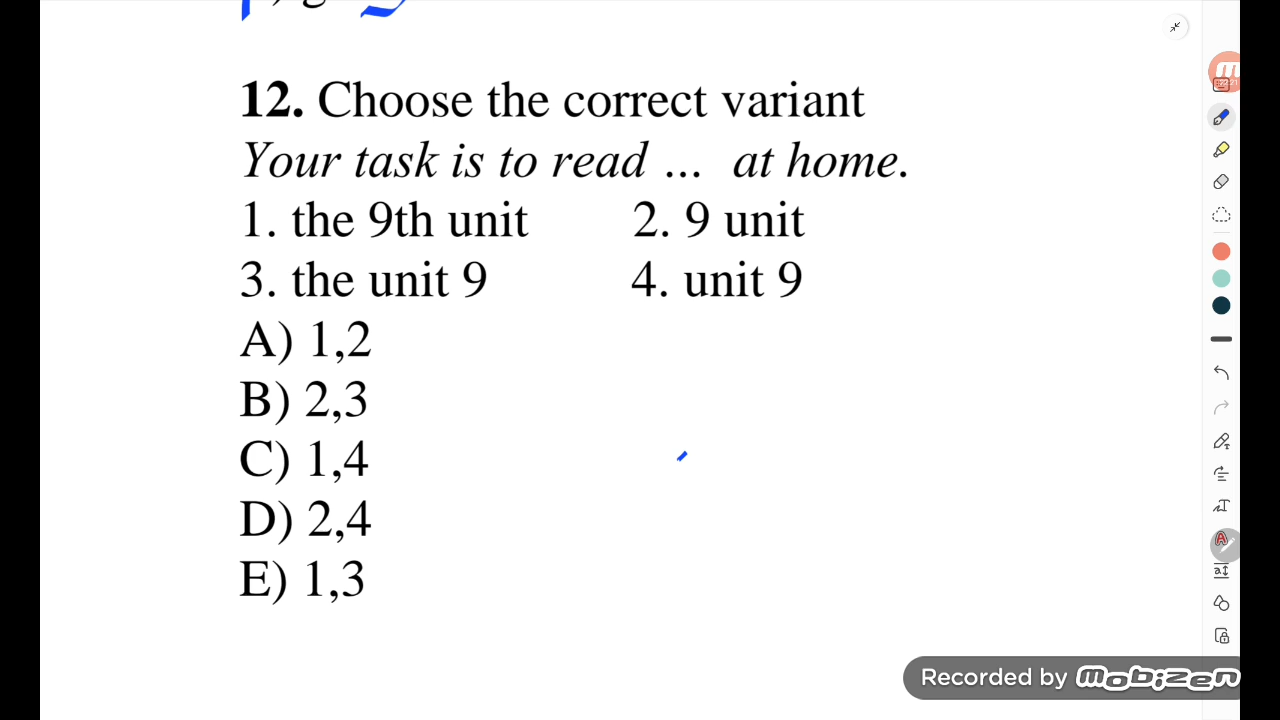 12. Choose the correct variant
Your task is to read ... at home.
1. the 9th unit 2. 9 unit
3. the unit 9 4. unit 9
A) 1,2
B) 2,3
C) 1,4
D) 2,4
E) 1,3
Recorded by mobizen